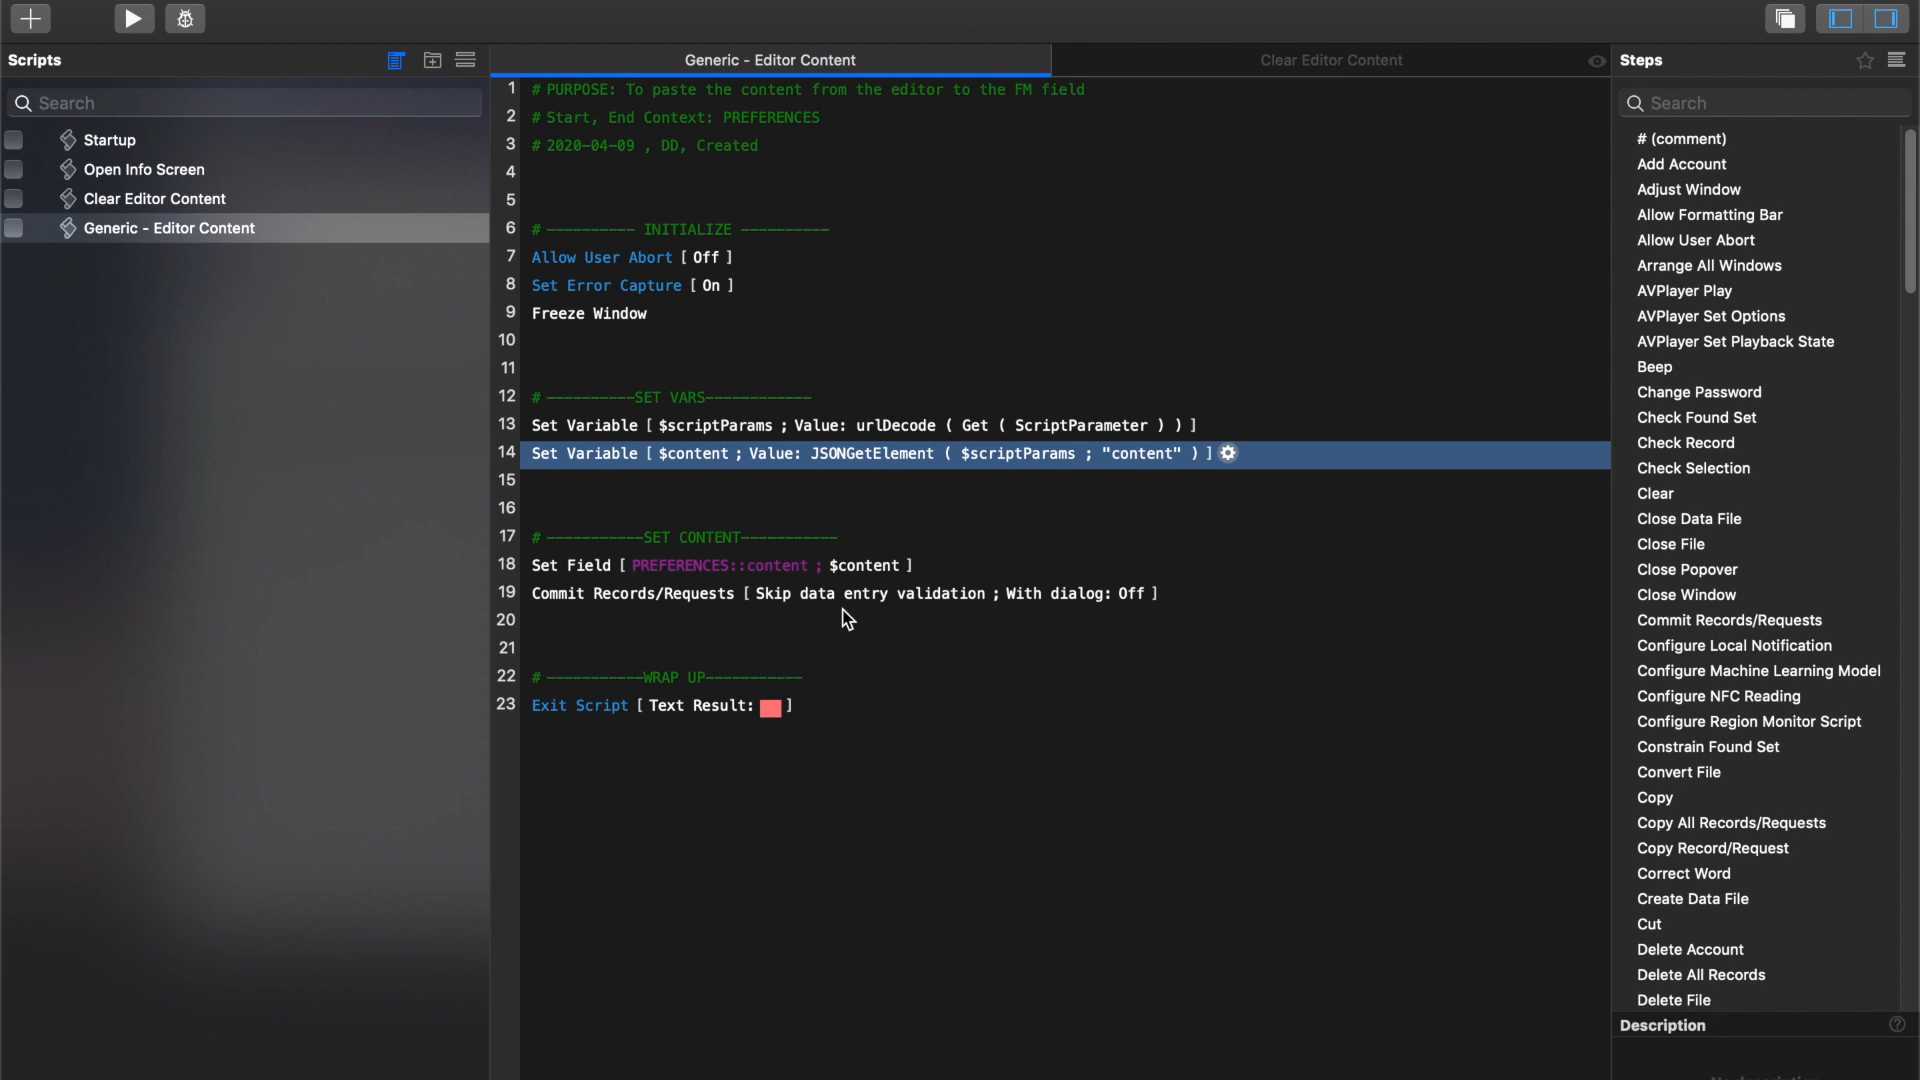 Scripts
Search
Startup
Open Info Screen
Clear Editor Content
Generic - Editor Content
Generic - Editor Content
Clear Editor Content
1 # PURPOSE: To paste the content from the editor to the FM field
2 # Start, End Context: PREFERENCES
3 # 2020-04-09 , DD, Created
4
5
6 # ---------- INITIALIZE ----------
7 Allow User Abort [ Off ]
8 Set Error Capture [ On ]
9 Freeze Window
10
11
12 # ----------SET VARS------------
13 Set Variable [ $scriptParams ; Value: urlDecode ( Get ( ScriptParameter ) ) ]
14 Set Variable [ $content ; Value: JSONGetElement ( $scriptParams ; "content" ) ]
15
16
17 # -----------SET CONTENT-----------
18 Set Field [ PREFERENCES::content ; $content ]
19 Commit Records/Requests [ Skip data entry validation ; With dialog: Off ]
20
21
22 # -----------WRAP UP-----------
23 Exit Script [ Text Result: ]
Steps
Search
# (comment)
Add Account
Adjust Window
Allow Formatting Bar
Allow User Abort
Arrange All Windows
AVPlayer Play
AVPlayer Set Options
AVPlayer Set Playback State
Beep
Change Password
Check Found Set
Check Record
Check Selection
Clear
Close Data File
Close File
Close Popover
Close Window
Commit Records/Requests
Configure Local Notification
Configure Machine Learning Model
Configure NFC Reading
Configure Region Monitor Script
Constrain Found Set
Convert File
Copy
Copy All Records/Requests
Copy Record/Request
Correct Word
Create Data File
Cut
Delete Account
Delete All Records
Delete File
Description